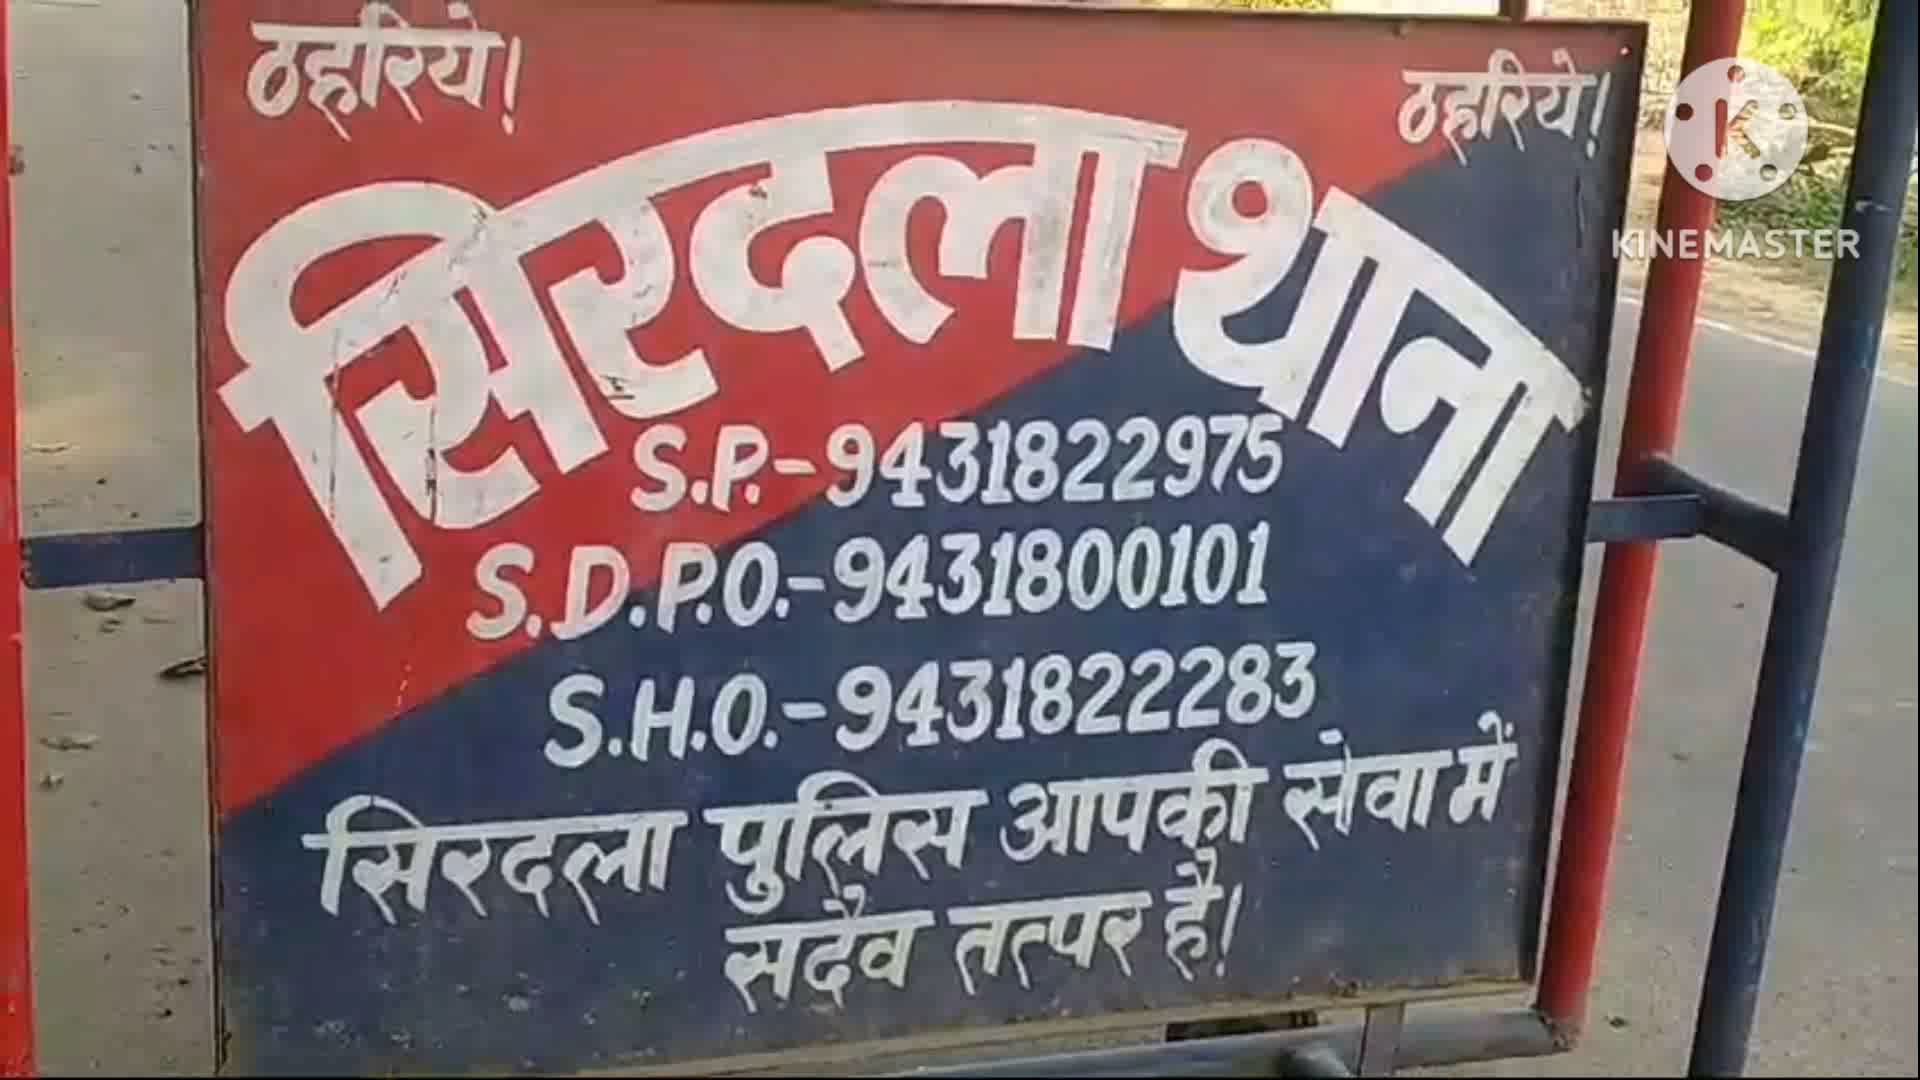 ठहरिये!
ठहरिये!
सिरदला थाना
S.P.-9431822975
S.D.P.O.-9431800101
S.H.O.-9431822283
सिरदला पुलिस आपकी सेवा में
सदैव तत्पर है!
KINEMASTER